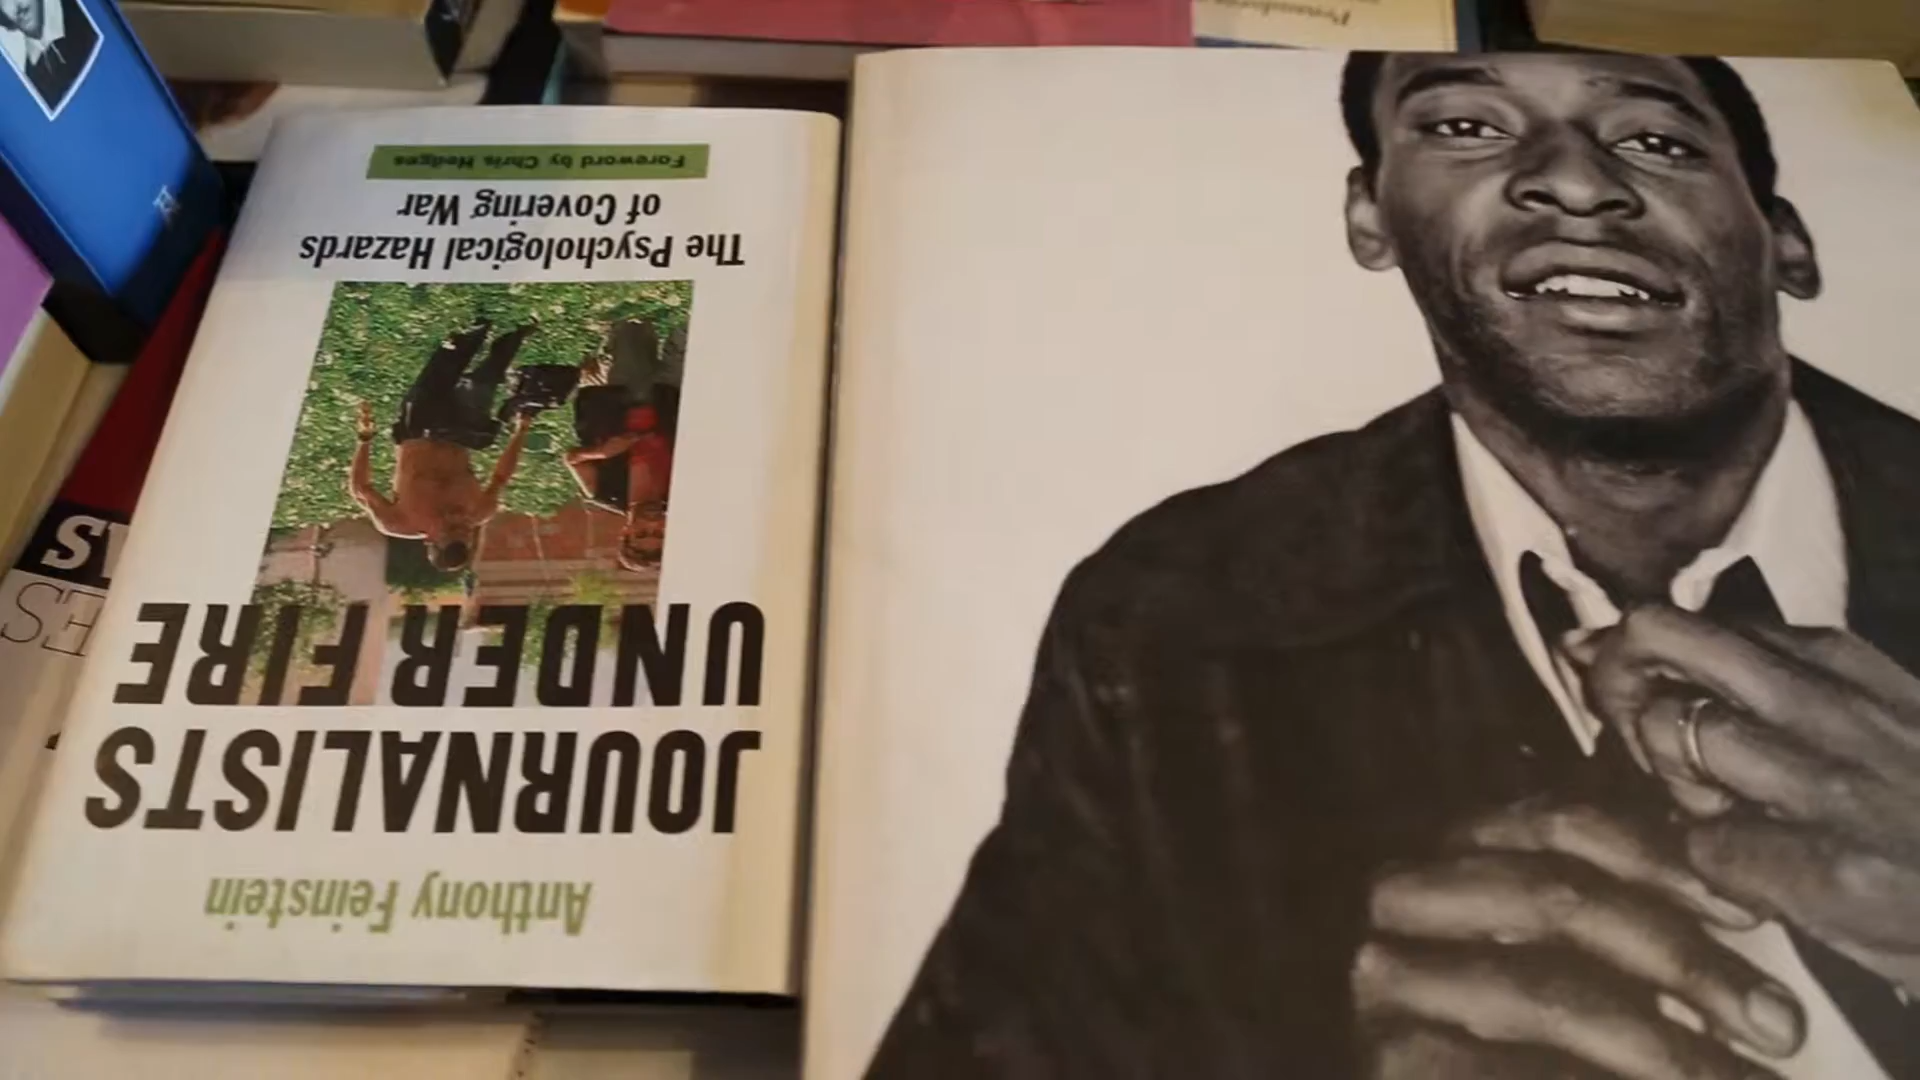 Anthony Feinstein
JOURNALISTS
UNDER FIRE
The Psychological Hazards
of Covering War
Foreword by Chris Hedges